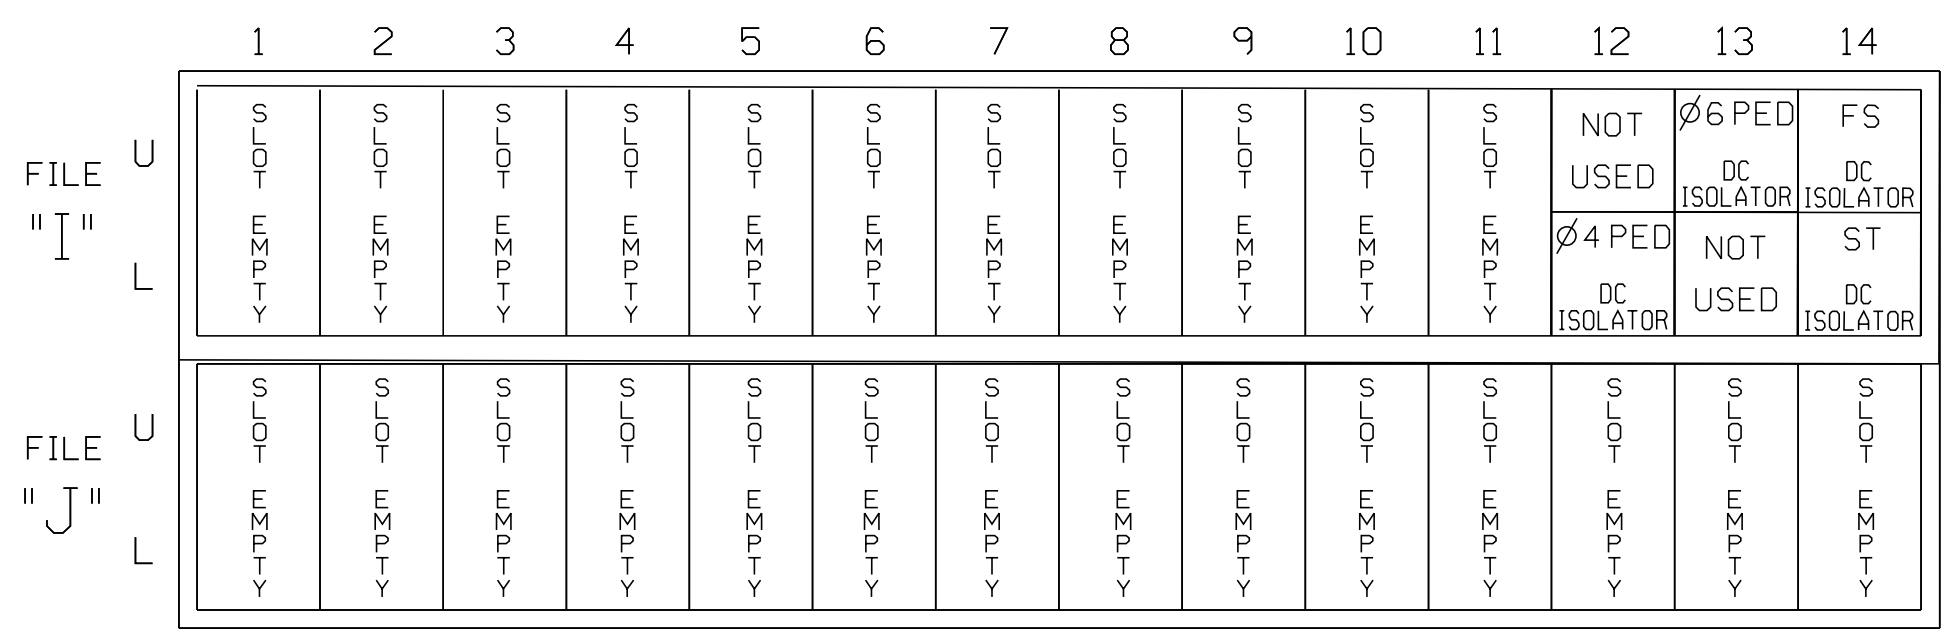 1 2 3 4 5 6 7 8 9 10 11 12 13 14
FILE
"I"
U
L
SLOT EMPTY
SLOT EMPTY
SLOT EMPTY
SLOT EMPTY
SLOT EMPTY
SLOT EMPTY
SLOT EMPTY
SLOT EMPTY
SLOT EMPTY
SLOT EMPTY
SLOT EMPTY
NOT
USED
Ø4 PED
DC
ISOLATOR
Ø6 PED
DC
ISOLATOR
NOT
USED
FS
DC
ISOLATOR
ST
DC
ISOLATOR
FILE
"J"
U
L
SLOT EMPTY
SLOT EMPTY
SLOT EMPTY
SLOT EMPTY
SLOT EMPTY
SLOT EMPTY
SLOT EMPTY
SLOT EMPTY
SLOT EMPTY
SLOT EMPTY
SLOT EMPTY
SLOT EMPTY
SLOT EMPTY
SLOT EMPTY